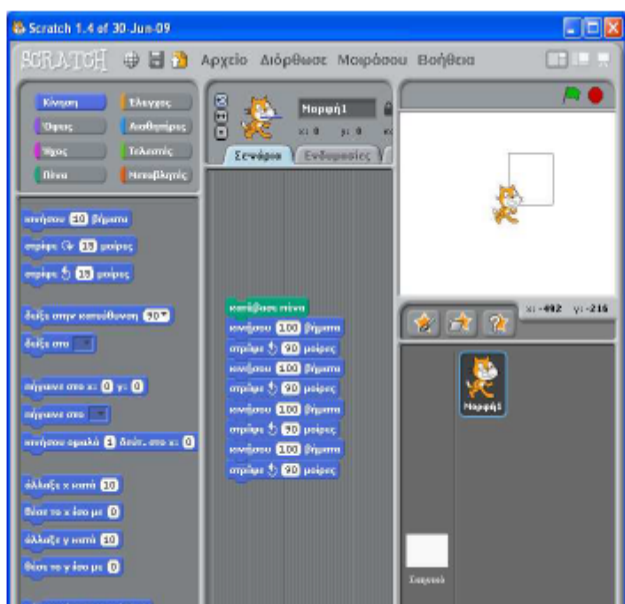 Scratch 1.4 of 30-Jun-09
SCRATCH Αρχείο Διόρθωσε Μοιράσου Βοήθεια
Κίνηση Έλεγχος
Όψεις Αισθητήρες
Ήχος Τελεστές
Πένα Μεταβλητές
κινήσου 10 βήματα
στρίψε 15 μοίρες
στρίψε 15 μοίρες
δείξε στην κατεύθυνση 90
δείξε στο
πήγαινε στο x: 0 y: 0
πήγαινε στο
κινήσου ομαλά 1 δεύτ. στο x: 0
άλλαξε x κατά 10
θέσε το x ίσο με 0
άλλαξε y κατά 10
θέσε το y ίσο με 0
Μορφή1
x: 0 y: 0
Σενάρια Ενδυμασίες
κατέβασε πένα
κινήσου 100 βήματα
στρίψε 90 μοίρες
κινήσου 100 βήματα
στρίψε 90 μοίρες
κινήσου 100 βήματα
στρίψε 90 μοίρες
κινήσου 100 βήματα
στρίψε 90 μοίρες
x: -402 y: -216
Μορφή1
Σκηνικό